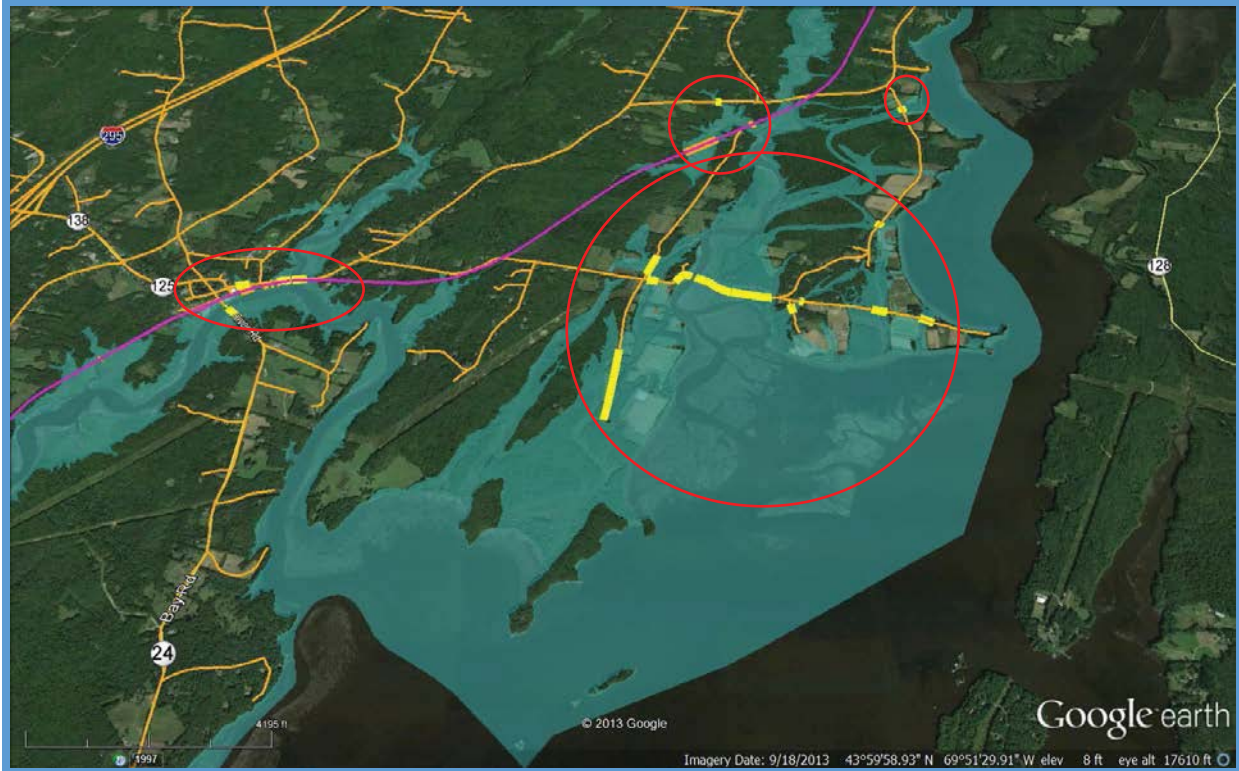 295
138
125
128
Bay Rd
24
4195 ft
1997
© 2013 Google
Google earth
Imagery Date: 9/18/2013 43°59'58.93" N 69°51'29.91" W elev 8 ft eye alt 17610 ft